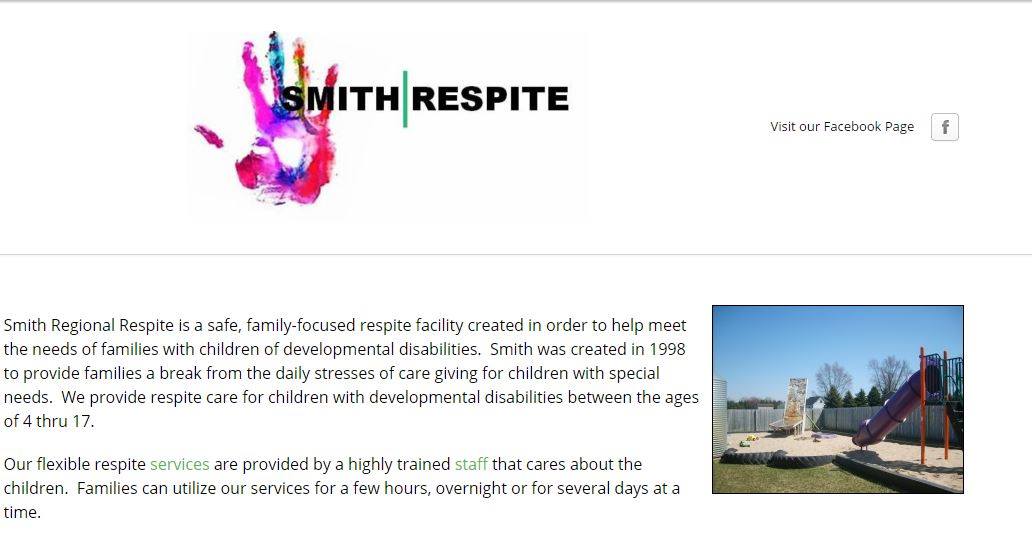 SMITH RESPITE
Visit our Facebook Page f
Smith Regional Respite is a safe, family-focused respite facility created in order to help meet
the needs of families with children of developmental disabilities.  Smith was created in 1998
to provide families a break from the daily stresses of care giving for children with special
needs.  We provide respite care for children with developmental disabilities between the ages
of 4 thru 17.
Our flexible respite services are provided by a highly trained staff that cares about the
children.  Families can utilize our services for a few hours, overnight or for several days at a
time.